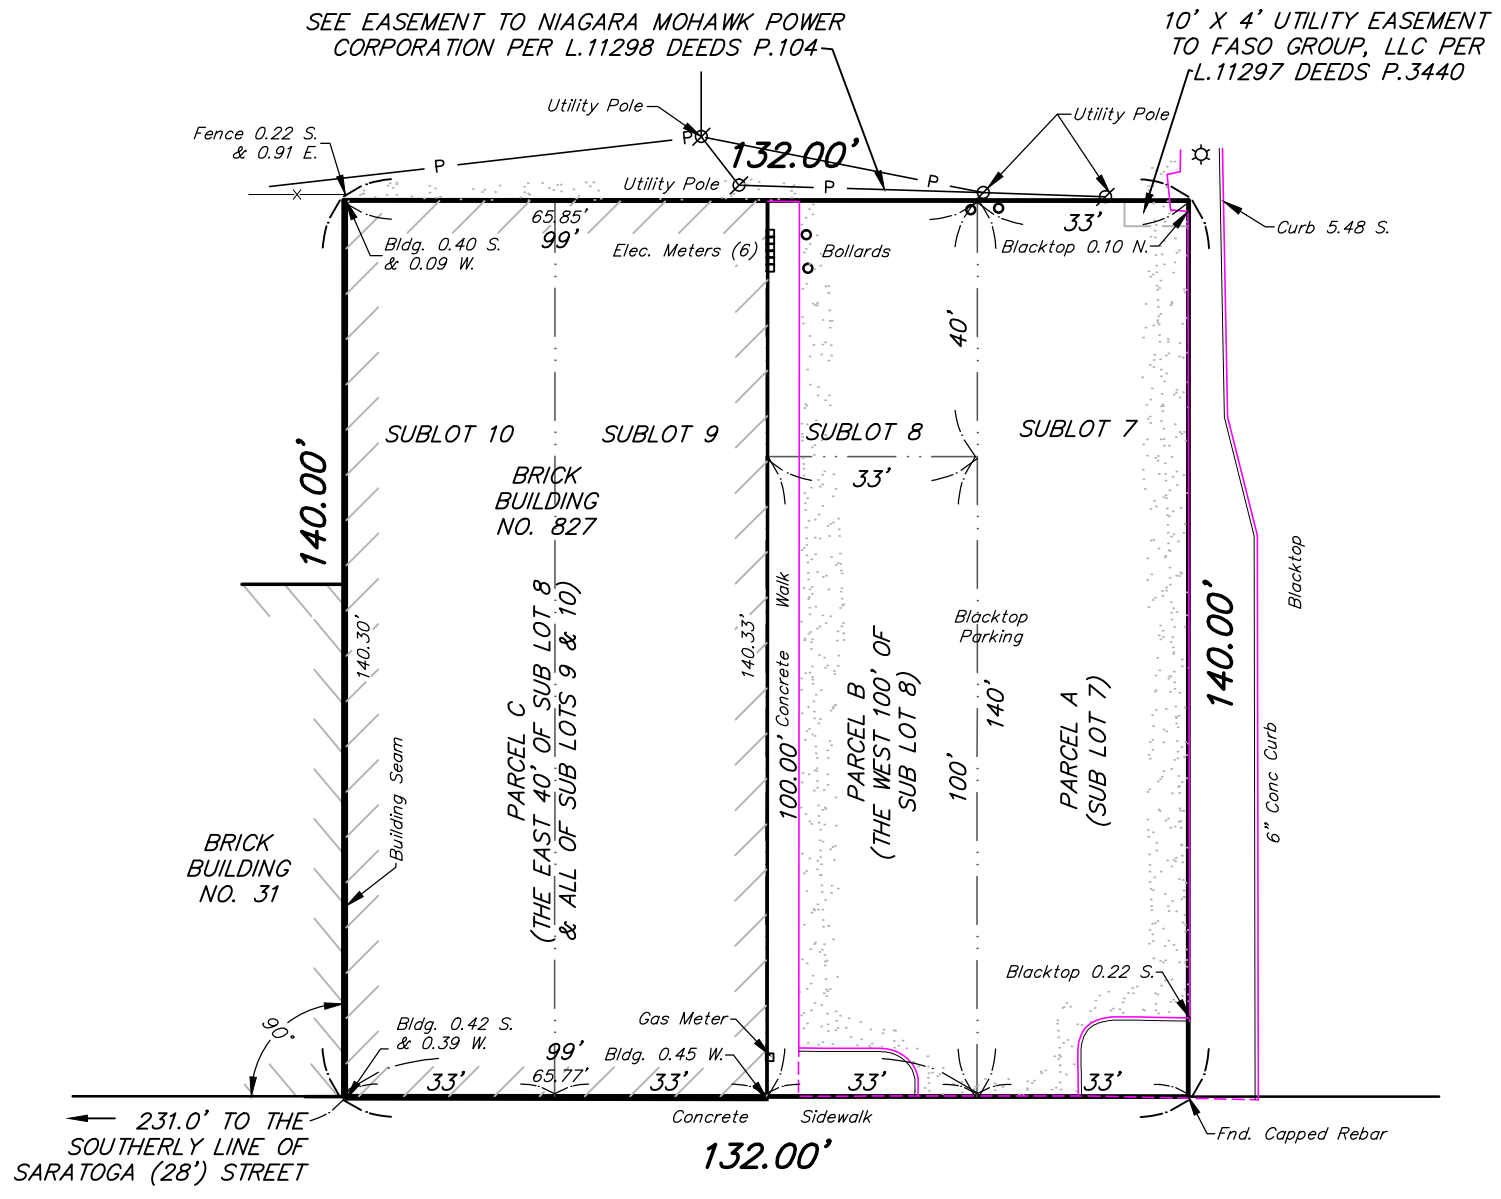 SEE EASEMENT TO NIAGARA MOHAWK POWER
CORPORATION PER L.11298 DEEDS P.104
10' X 4' UTILITY EASEMENT
TO FASO GROUP, LLC PER
L.11297 DEEDS P.3440
Utility Pole
Utility Pole
Fence 0.22 S.
& 0.91 E.
P
P
132.00'
Utility Pole
P
P
65.85'
99'
33'
Bldg. 0.40 S.
& 0.09 W.
Elec. Meters (6)
Bollards
Blacktop 0.10 N.
Curb 5.48 S.
40'
SUBLOT 10
SUBLOT 9
SUBLOT 8
SUBLOT 7
33'
BRICK
BUILDING
NO. 827
140.00'
140.30'
140.33'
Concrete Walk
100.00'
Blacktop
Parking
Blacktop
140.00'
PARCEL C
(THE EAST 40' OF SUB LOT 8
& ALL OF SUB LOTS 9 & 10)
PARCEL B
(THE WEST 100' OF
SUB LOT 8)
140'
100'
PARCEL A
(SUB LOT 7)
6" Conc Curb
Building Seam
BRICK
BUILDING
NO. 31
Blacktop 0.22 S.
90°
Bldg. 0.42 S.
& 0.39 W.
Gas Meter
99'
Bldg. 0.45 W.
33'
65.77'
33'
33'
33'
231.0' TO THE
SOUTHERLY LINE OF
SARATOGA (28') STREET
Concrete Sidewalk
132.00'
Fnd. Capped Rebar